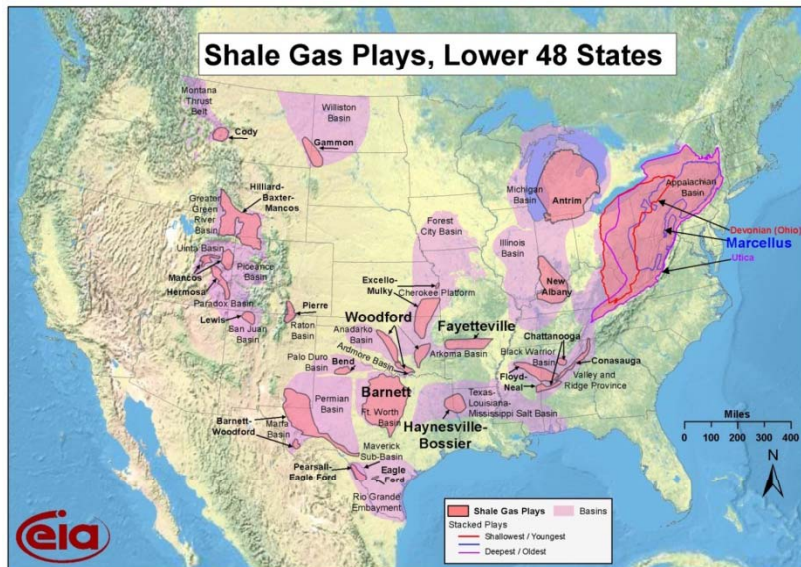 Shale Gas Plays, Lower 48 States
Montana
Thrust
Belt
Cody
Williston
Basin
Gammon
Hilliard-
Baxter-
Mancos
Greater
Green
River
Basin
Uinta Basin
Mancos
Piceance
Basin
Hermosa
Paradox Basin
Lewis
San Juan
Basin
Pierre
Raton
Basin
Michigan
Basin
Antrim
Appalachian
Basin
Devonian (Ohio)
Marcellus
Utica
Forest
City Basin
Illinois
Basin
Excello-
Mulky
Cherokee Platform
New
Albany
Woodford
Anadarko
Basin
Fayetteville
Chattanooga
Ardmore Basin
Arkoma Basin
Black Warrior
Basin
Conasauga
Palo Duro
Basin
Bend
Floyd-
Neal
Valley and
Ridge Province
Barnett
Permian
Basin
Ft. Worth
Basin
Texas-
Louisiana-
Mississippi Salt Basin
Haynesville-
Bossier
Barnett-
Woodford
Marfa
Basin
Maverick
Sub-Basin
Pearsall-
Eagle Ford
Eagle
Ford
Rio Grande
Embayment
Miles
0 100 200 300 400
N
eia
Shale Gas Plays
Basins
Stacked Plays
Shallowest / Youngest
Deepest / Oldest